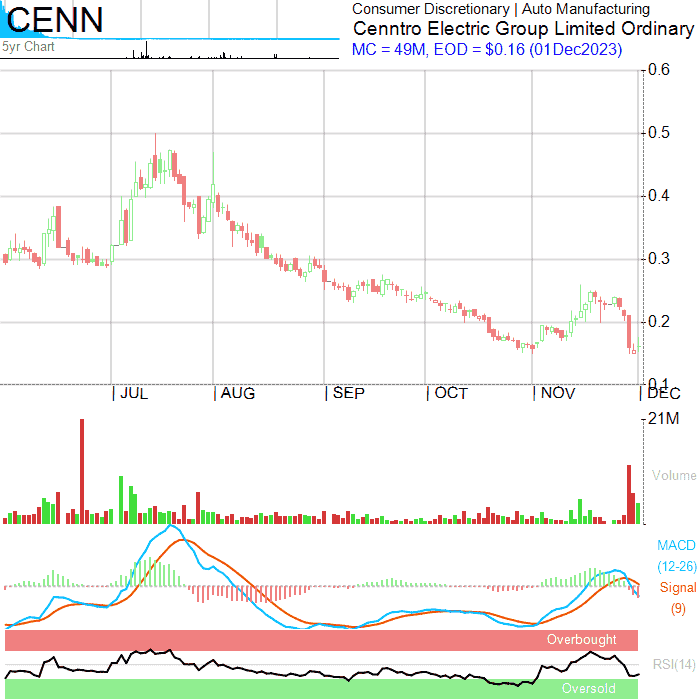 CENN
5yr Chart
Consumer Discretionary | Auto Manufacturing
Cenntro Electric Group Limited Ordinary
MC = 49M, EOD = $0.16 (01Dec2023)
0.6
0.5
0.4
0.3
0.2
0.1
JUL AUG SEP OCT NOV DEC
21M
Volume
MACD
(12-26)
Signal
(9)
Overbought
RSI(14)
Oversold